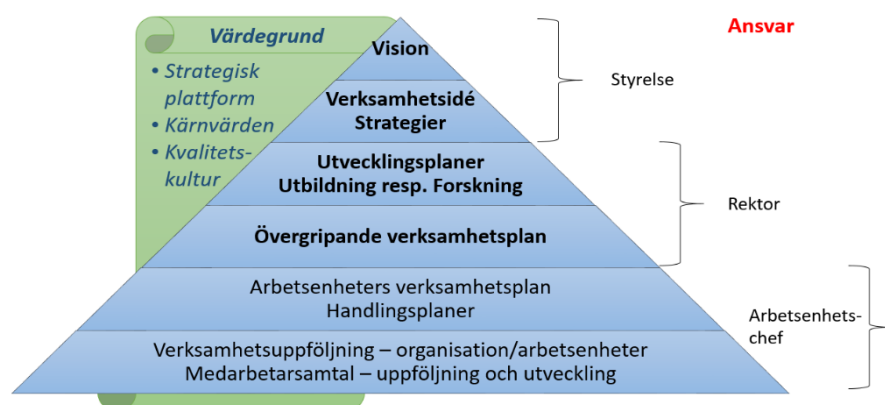 Värdegrund
• Strategisk
plattform
• Kärnvärden
• Kvalitets-
kultur
Vision
Verksamhetsidé
Strategier
Utvecklingsplaner
Utbildning resp. Forskning
Övergripande verksamhetsplan
Arbetsenheters verksamhetsplan
Handlingsplaner
Verksamhetsuppföljning – organisation/arbetsenheter
Medarbetarsamtal – uppföljning och utveckling
Ansvar
Styrelse
Rektor
Arbetsenhets-
chef